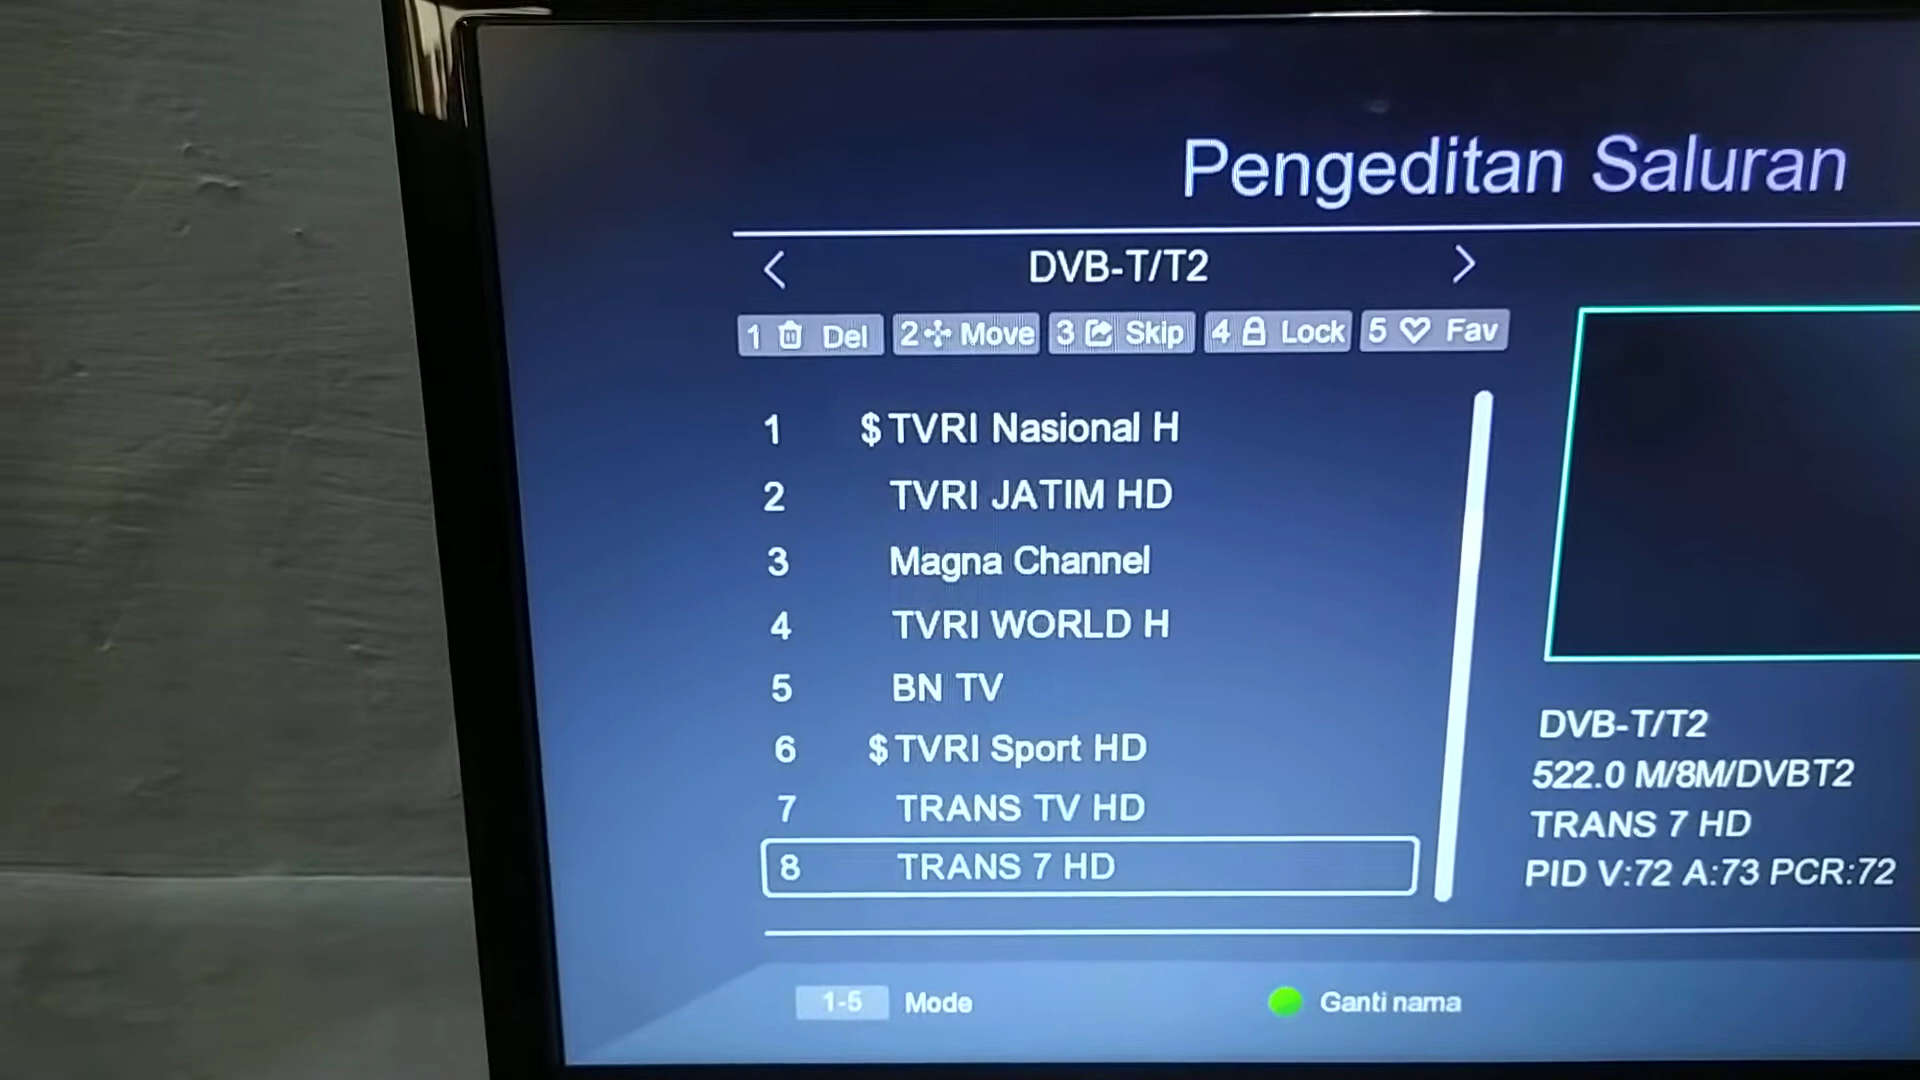 Pengeditan Saluran
DVB-T/T2
1 Del 2 Move 3 Skip 4 Lock 5 Fav
1 $ TVRI Nasional H
2 TVRI JATIM HD
3 Magna Channel
4 TVRI WORLD H
5 BN TV
6 $ TVRI Sport HD
7 TRANS TV HD
8 TRANS 7 HD
DVB-T/T2
522.0 M/8M/DVBT2
TRANS 7 HD
PID V:72 A:73 PCR:72
1-5 Mode
Ganti nama